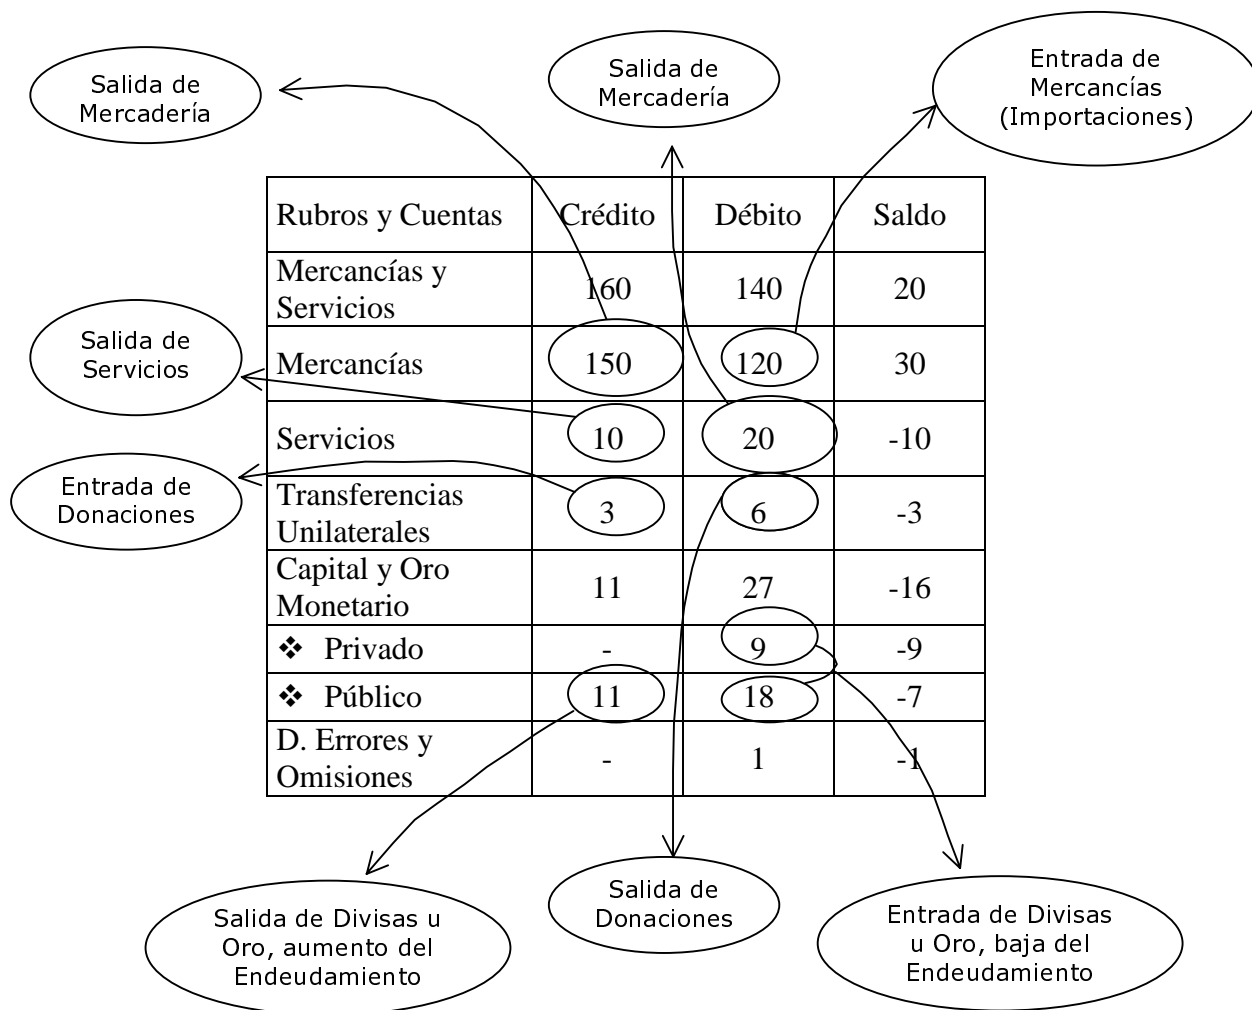 Salida de
Mercadería
Salida de
Mercadería
Entrada de
Mercancías
(Importaciones)
Rubros y Cuentas Crédito Débito Saldo
Mercancías y
Servicios 160 140 20
Mercancías 150 120 30
Salida de
Servicios
Servicios 10 20 -10
Entrada de
Donaciones
Transferencias
Unilaterales 3 6 -3
Capital y Oro
Monetario 11 27 -16
❖ Privado - 9 -9
❖ Público 11 18 -7
D. Errores y
Omisiones - 1 -1
Salida de Divisas u
Oro, aumento del
Endeudamiento
Salida de
Donaciones
Entrada de Divisas
u Oro, baja del
Endeudamiento